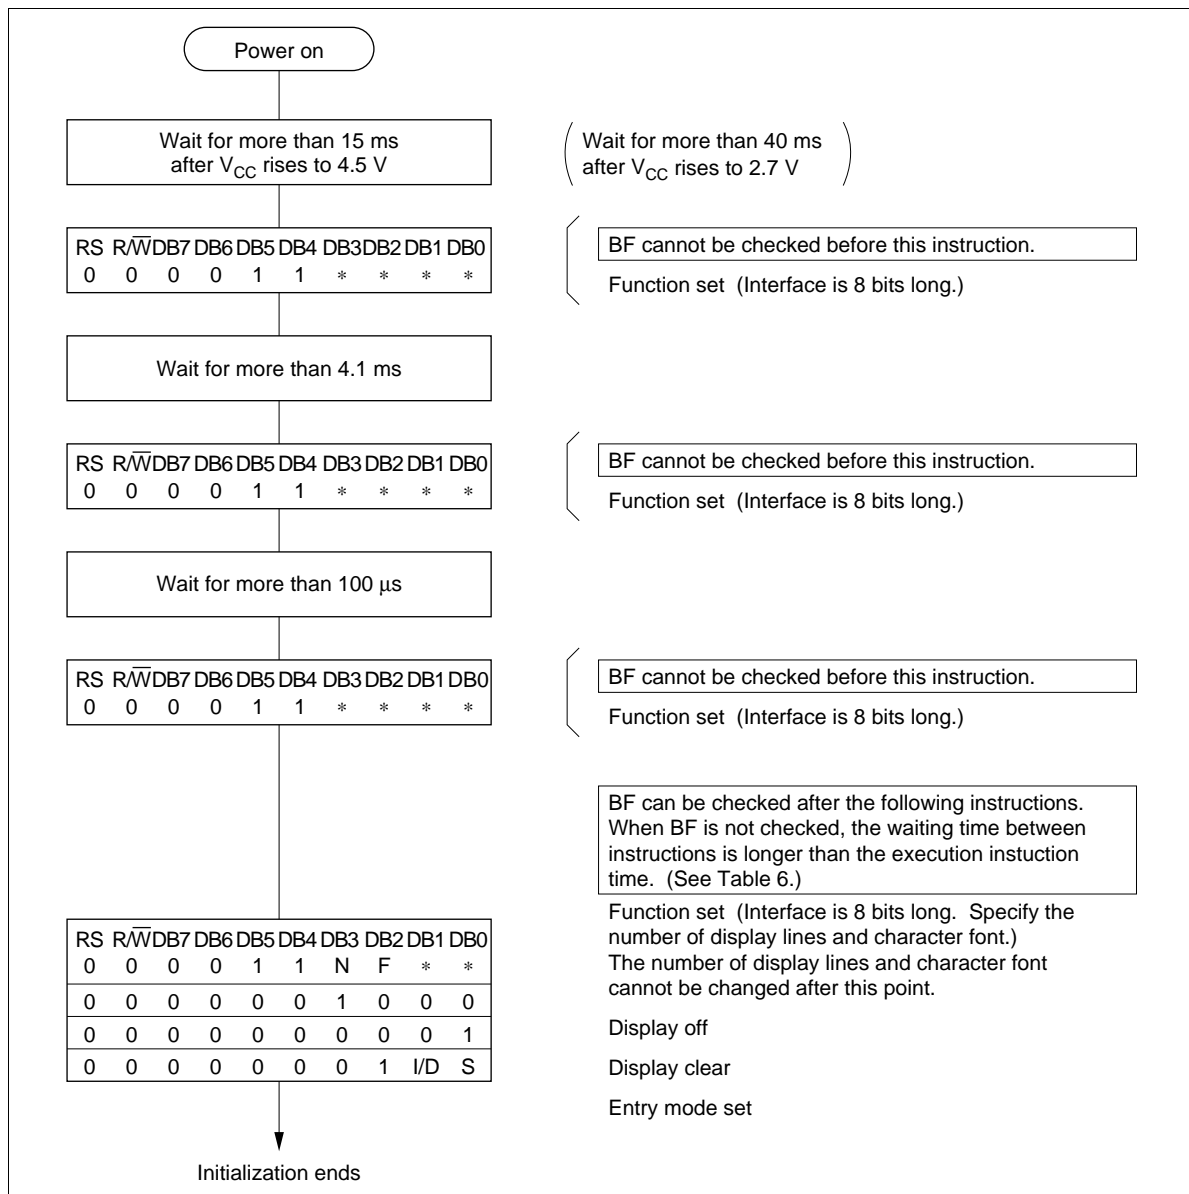 Power on
Wait for more than 15 ms
after VCC rises to 4.5 V
Wait for more than 40 ms
after VCC rises to 2.7 V
RS R/W̅ DB7 DB6 DB5 DB4 DB3 DB2 DB1 DB0
0 0 0 0 1 1 * * * *
BF cannot be checked before this instruction.
Function set (Interface is 8 bits long.)
Wait for more than 4.1 ms
RS R/W̅ DB7 DB6 DB5 DB4 DB3 DB2 DB1 DB0
0 0 0 0 1 1 * * * *
BF cannot be checked before this instruction.
Function set (Interface is 8 bits long.)
Wait for more than 100 μs
RS R/W̅ DB7 DB6 DB5 DB4 DB3 DB2 DB1 DB0
0 0 0 0 1 1 * * * *
BF cannot be checked before this instruction.
Function set (Interface is 8 bits long.)
BF can be checked after the following instructions.
When BF is not checked, the waiting time between
instructions is longer than the execution instuction
time. (See Table 6.)
RS R/W̅ DB7 DB6 DB5 DB4 DB3 DB2 DB1 DB0
0 0 0 0 1 1 N F * *
0 0 0 0 0 0 1 0 0 0
0 0 0 0 0 0 0 0 0 1
0 0 0 0 0 0 0 1 I/D S
Function set (Interface is 8 bits long. Specify the
number of display lines and character font.)
The number of display lines and character font
cannot be changed after this point.
Display off
Display clear
Entry mode set
Initialization ends